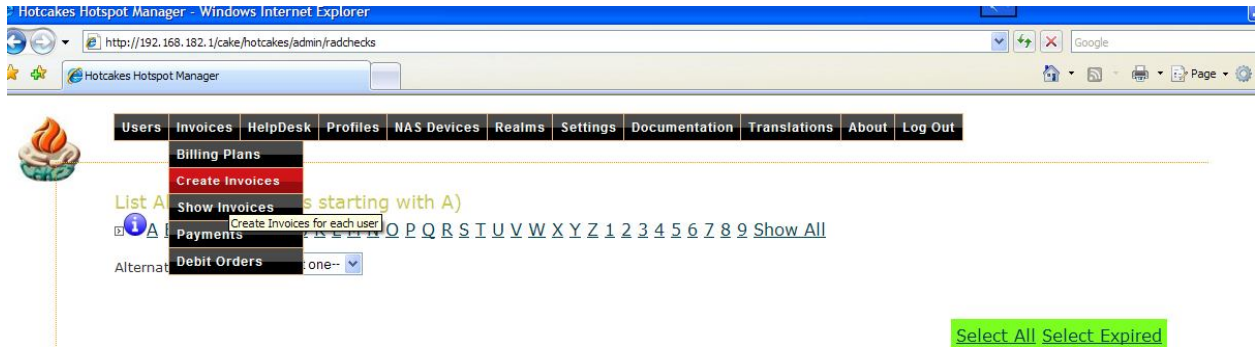 Hotcakes Hotspot Manager - Windows Internet Explorer
http://192.168.182.1/cake/hotcakes/admin/radchecks
Google
Hotcakes Hotspot Manager
Page
Users Invoices HelpDesk Profiles NAS Devices Realms Settings Documentation Translations About Log Out
Billing Plans
Create Invoices
List Al s starting with A)
Show Invoices
Create Invoices for each user
A N O P Q R S T U V W X Y Z 1 2 3 4 5 6 7 8 9 Show All
Payments
Alternat one--
Debit Orders
Select All Select Expired